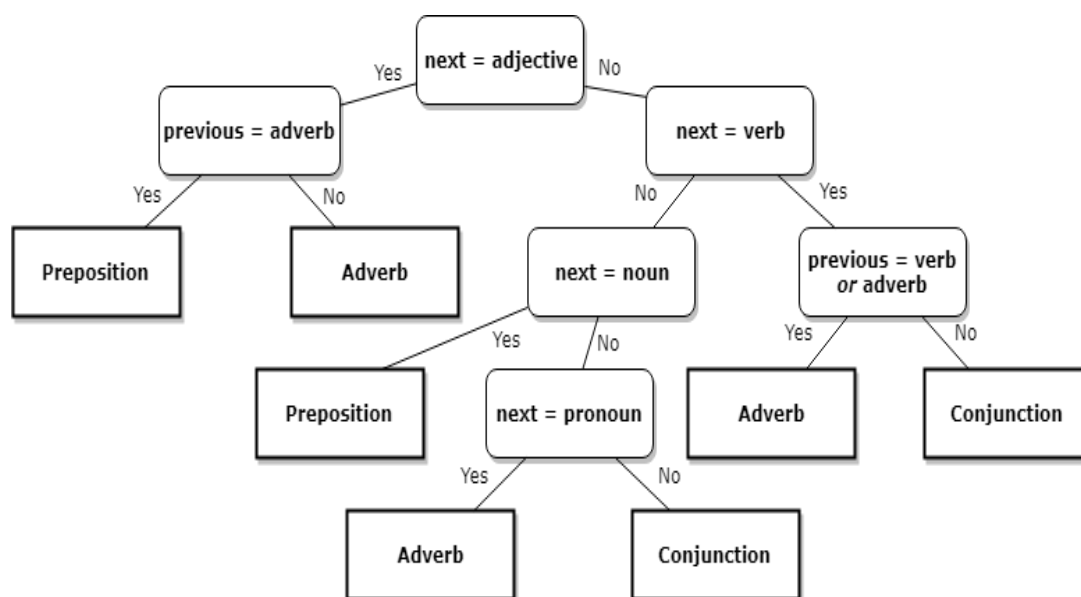 next = adjective
Yes
No
previous = adverb
next = verb
Yes
No
No
Yes
Preposition
Adverb
next = noun
previous = verb
or adverb
Yes
No
Yes
No
Preposition
next = pronoun
Adverb
Conjunction
Yes
No
Adverb
Conjunction